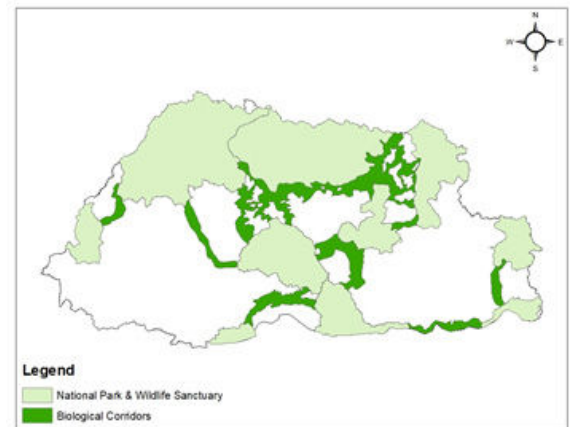 N
W E
S
Legend
National Park & Wildlife Sanctuary
Biological Corridors